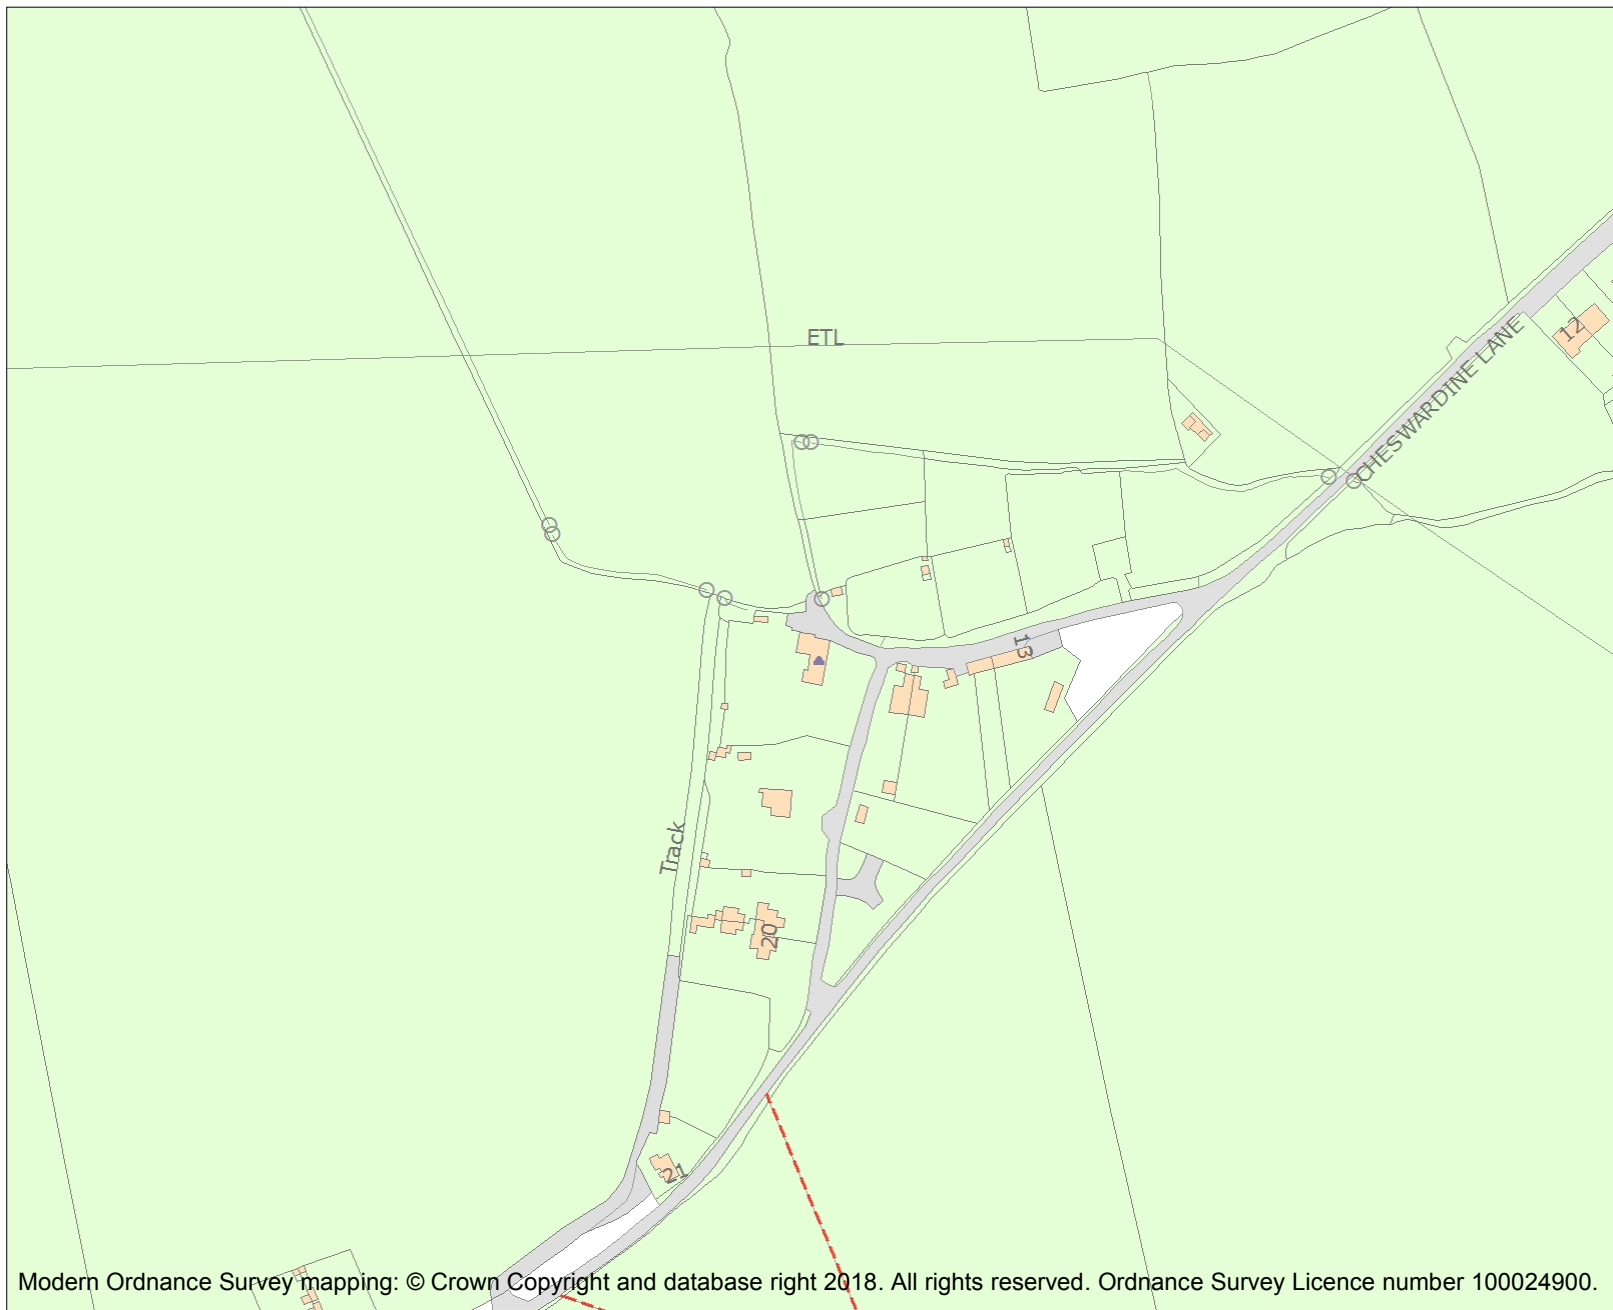 ETL
12
CHESWARDINE LANE
13
Track
20
21
Modern Ordnance Survey mapping: © Crown Copyright and database right 2018. All rights reserved. Ordnance Survey Licence number 100024900.